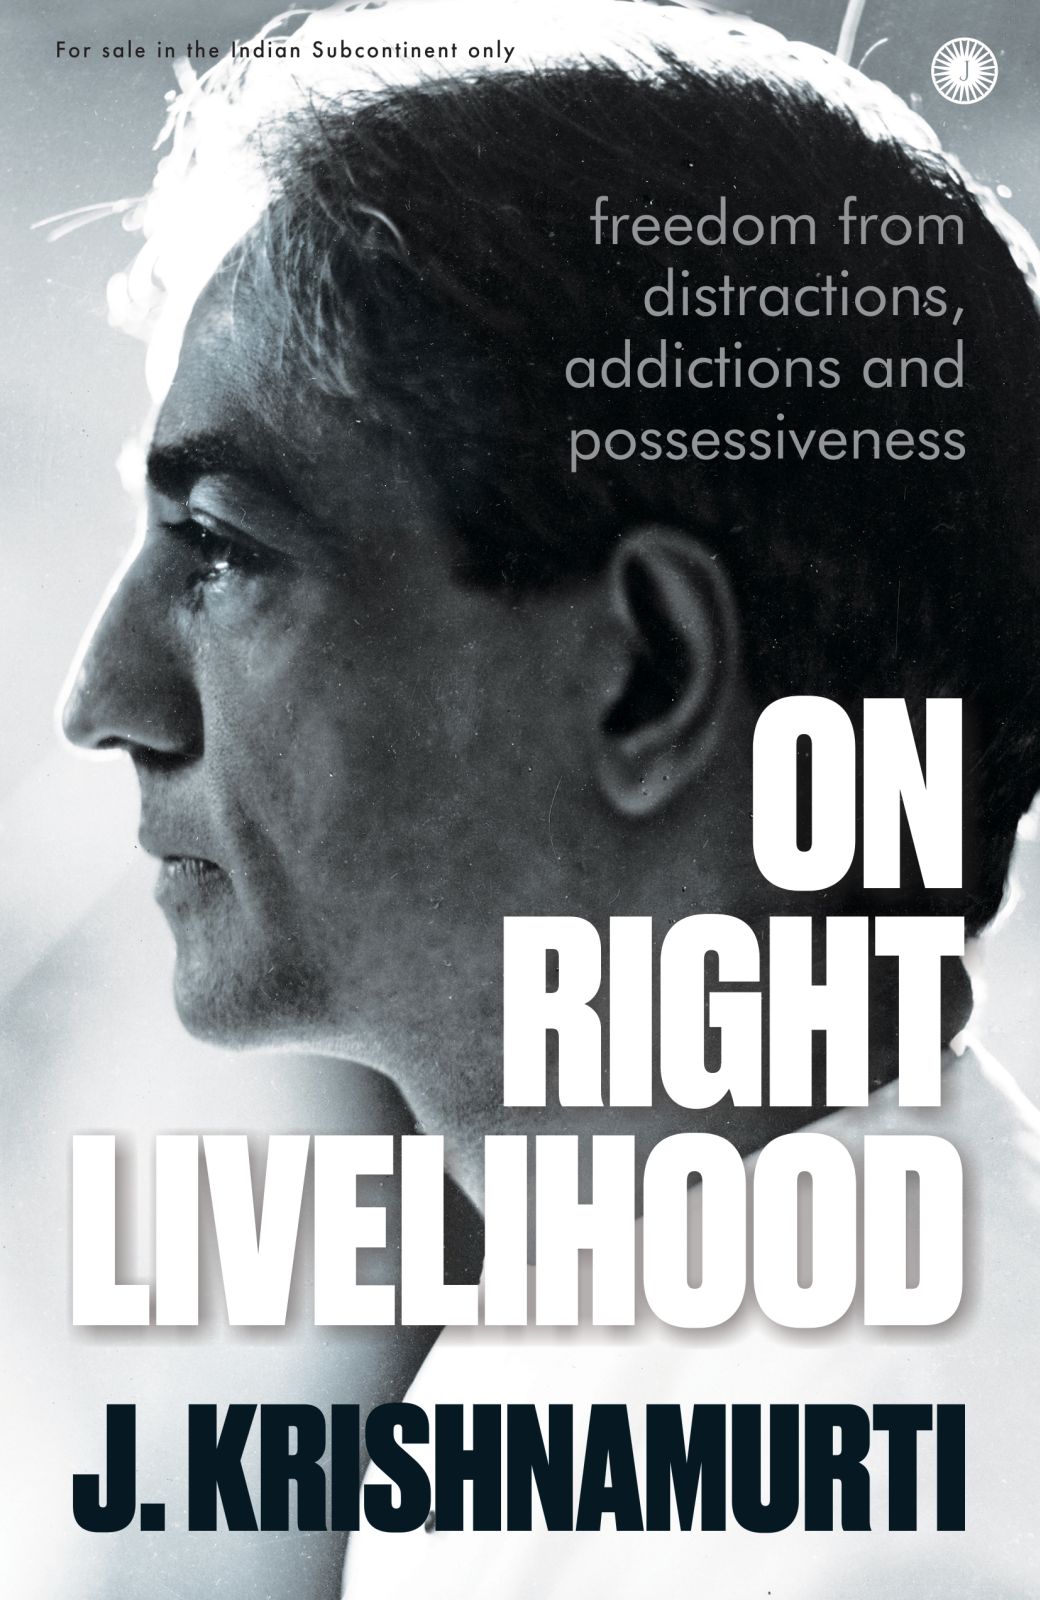 For sale in the Indian Subcontinent only
J
freedom from
distractions,
addictions and
possessiveness
ON
RIGHT
LIVELIHOOD
J. KRISHNAMURTI